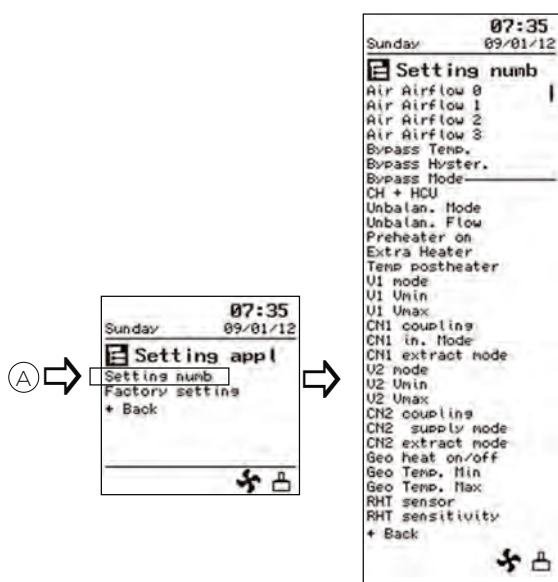 A
07:35
Sunday 09/01/12
Setting appl
Setting numb
Factory setting
+ Back
07:35
Sunday 09/01/12
Setting numb
Air Airflow 0
Air Airflow 1
Air Airflow 2
Air Airflow 3
Bypass Temp.
Bypass Hyster.
Bypass Mode
CH + HCU
Unbalan. Mode
Unbalan. Flow
Preheater on
Extra Heater
Temp postheater
V1 mode
V1 Vmin
V1 Vmax
CN1 coupling
CN1 in. Mode
CN1 extract mode
V2 mode
V2 Vmin
V2 Vmax
CN2 coupling
CN2 supply mode
CN2 extract mode
Geo heat on/off
Geo Temp. Min
Geo Temp. Max
RHT sensor
RHT sensitivity
+ Back